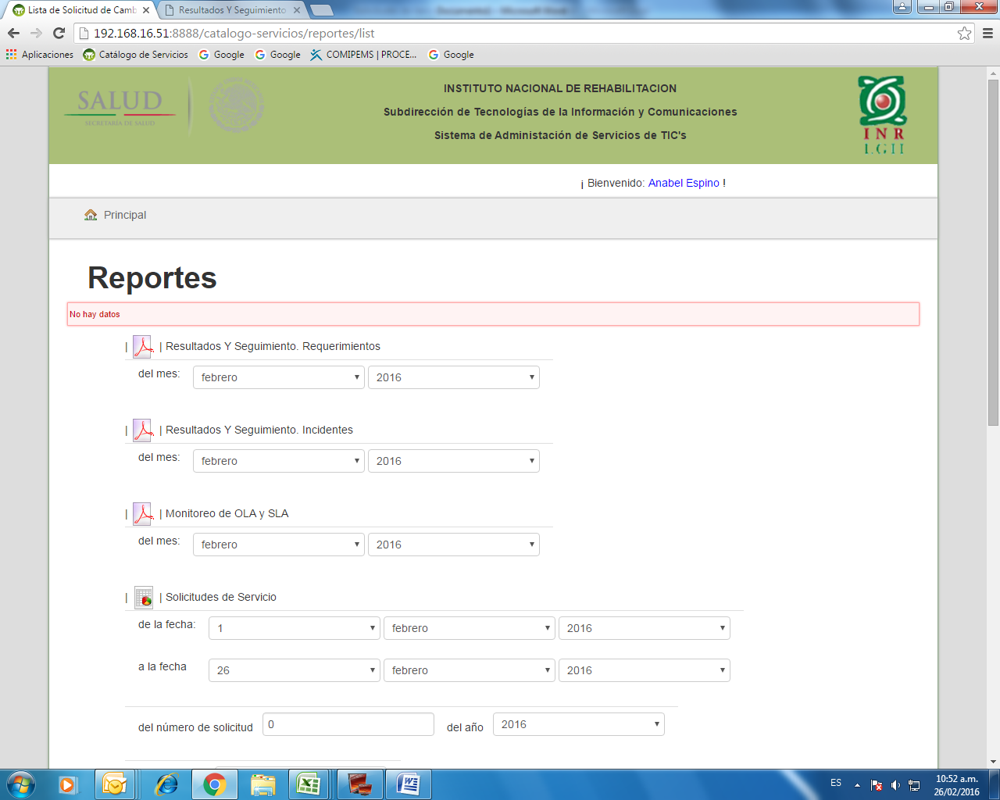 Lista de Solicitud de Camb
Resultados Y Seguimiento
192.168.16.51:8888/catalogo-servicios/reportes/list
Aplicaciones Catálogo de Servicios Google Google COMIPEMS | PROCE... Google
SALUD
SECRETARÍA DE SALUD
INSTITUTO NACIONAL DE REHABILITACION
Subdirección de Tecnologías de la Información y Comunicaciones
Sistema de Administación de Servicios de TIC's
INR
LGII
¡ Bienvenido: Anabel Espino !
Principal
Reportes
No hay datos
| | Resultados Y Seguimiento. Requerimientos
del mes: febrero 2016
| | Resultados Y Seguimiento. Incidentes
del mes: febrero 2016
| | Monitoreo de OLA y SLA
del mes: febrero 2016
| | Solicitudes de Servicio
de la fecha: 1 febrero 2016
a la fecha 26 febrero 2016
del número de solicitud 0 del año 2016
ES
10:52 a.m.
26/02/2016